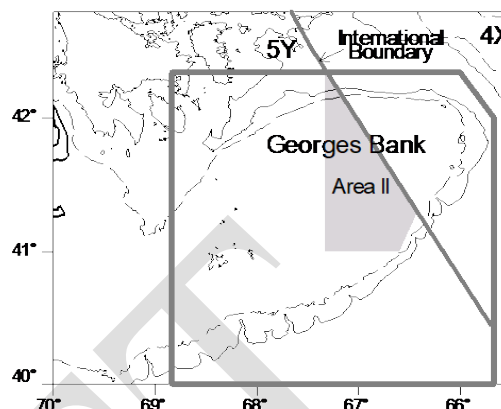 5Y
International
Boundary
4X
42°
Georges Bank
Area II
41°
40°
70° 69° 68° 67° 66°